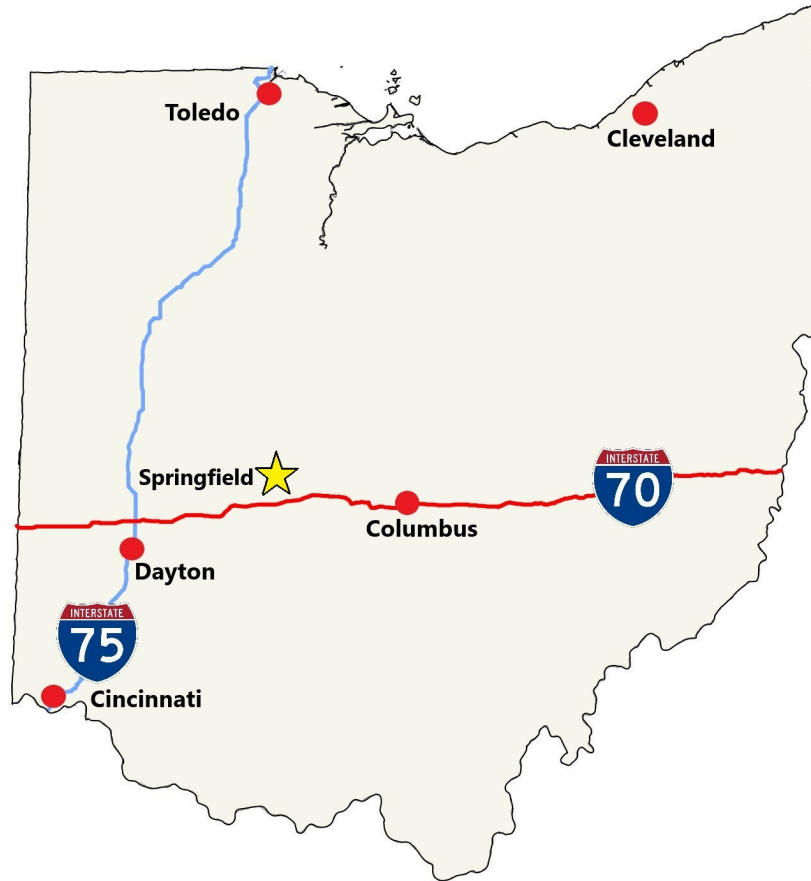 Toledo
Cleveland
Springfield
INTERSTATE
70
Columbus
Dayton
INTERSTATE
75
Cincinnati